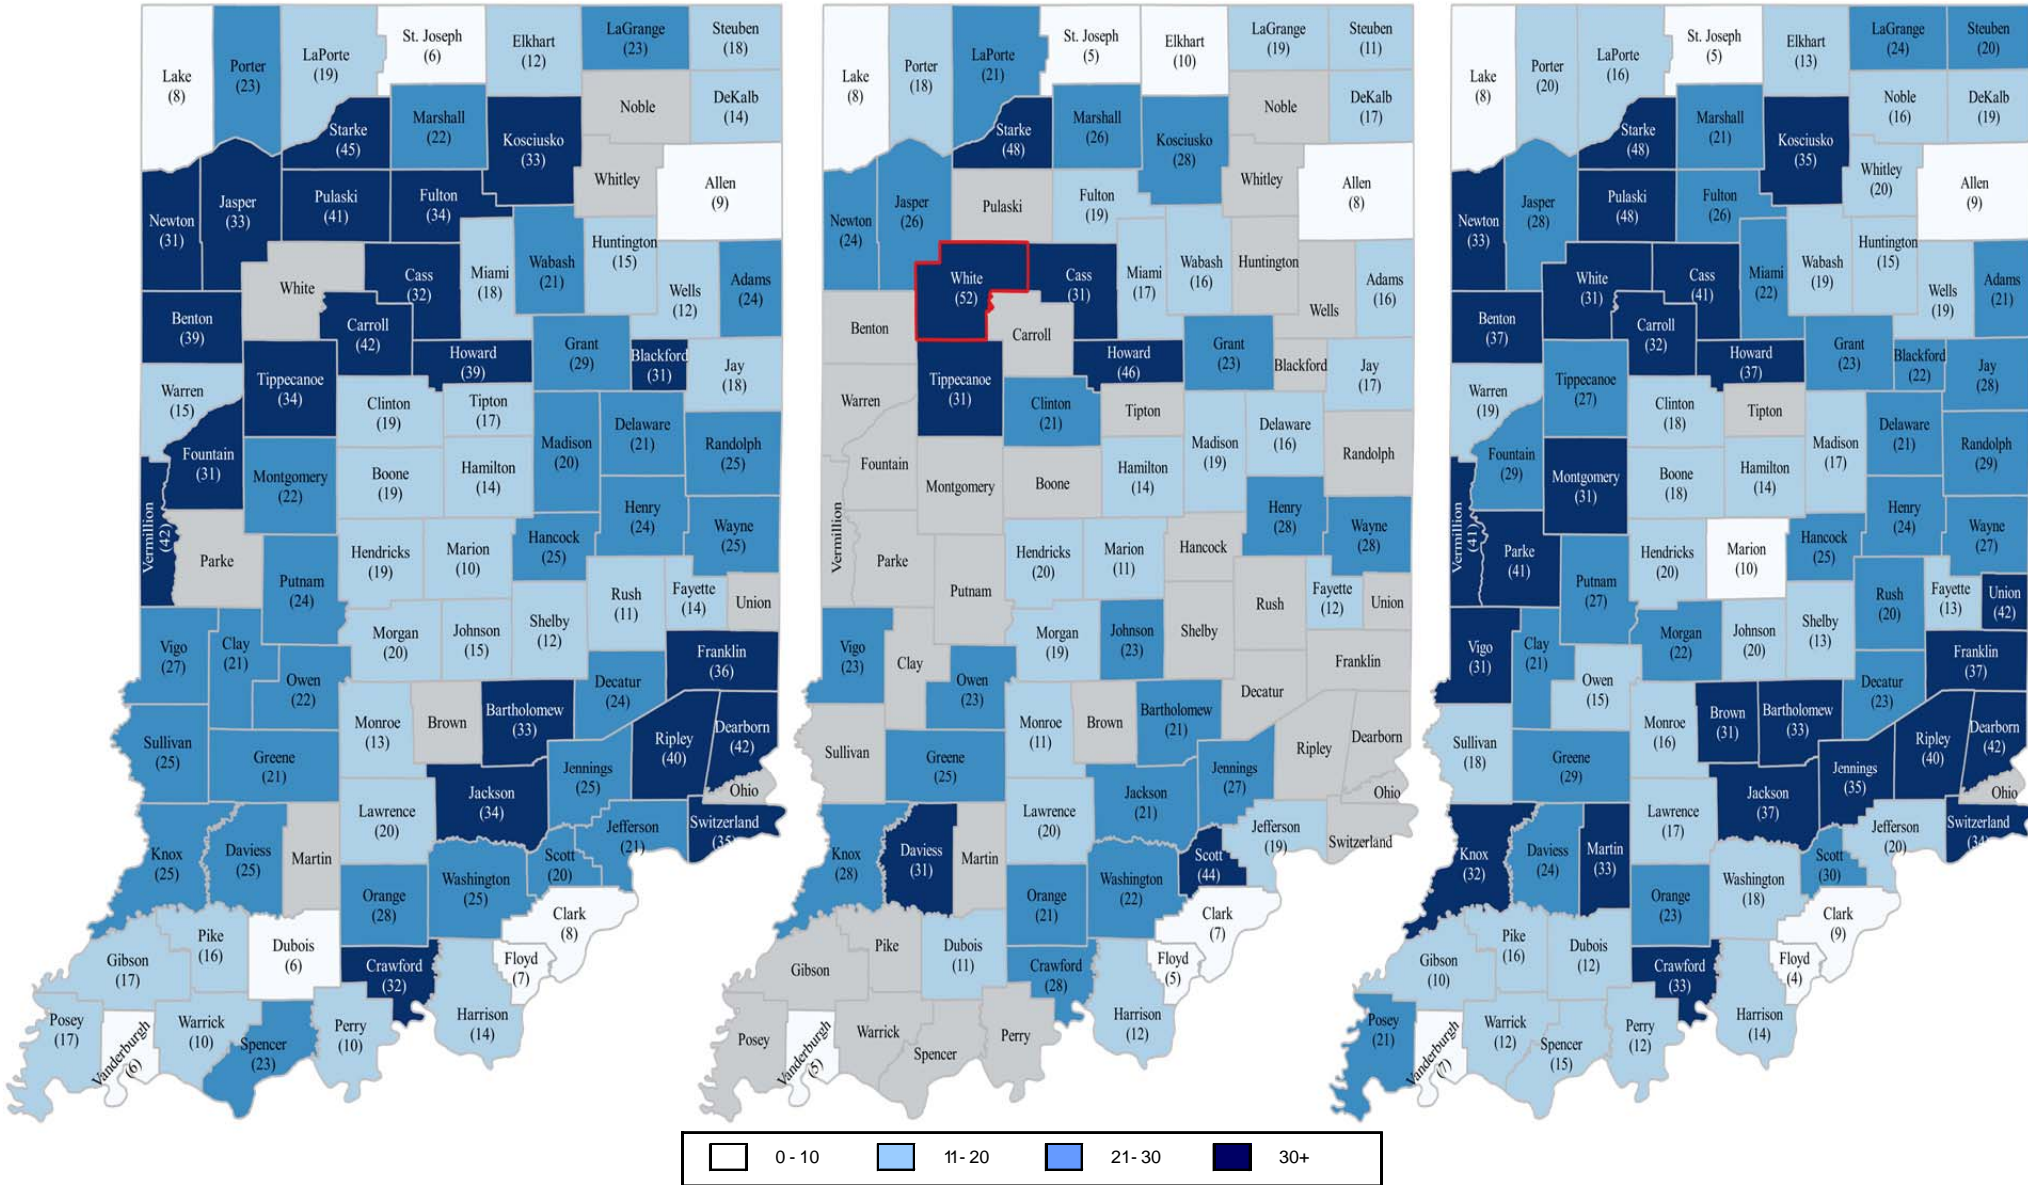 Lake
(8)
Porter
(23)
LaPorte
(19)
St. Joseph
(6)
Elkhart
(12)
LaGrange
(23)
Steuben
(18)
Noble
DeKalb
(14)
Starke
(45)
Marshall
(22)
Kosciusko
(33)
Whitley
Allen
(9)
Newton
(31)
Jasper
(33)
Pulaski
(41)
Fulton
(34)
White
Cass
(32)
Miami
(18)
Wabash
(21)
Huntington
(15)
Wells
(12)
Adams
(24)
Benton
(39)
Carroll
(42)
Howard
(39)
Grant
(29)
Blackford
(31)
Jay
(18)
Warren
(15)
Tippecanoe
(34)
Clinton
(19)
Tipton
(17)
Madison
(20)
Delaware
(21)
Randolph
(25)
Fountain
(31)
Montgomery
(22)
Boone
(19)
Hamilton
(14)
Henry
(24)
Wayne
(25)
Vermillion
(42)
Parke
Putnam
(24)
Hendricks
(19)
Marion
(10)
Hancock
(25)
Rush
(11)
Fayette
(14)
Union
Vigo
(27)
Clay
(21)
Owen
(22)
Morgan
(20)
Johnson
(15)
Shelby
(12)
Franklin
(36)
Decatur
(24)
Monroe
(13)
Brown
Bartholomew
(33)
Ripley
(40)
Dearborn
(42)
Sullivan
(25)
Greene
(21)
Jennings
(25)
Ohio
Lawrence
(20)
Jackson
(34)
Jefferson
(21)
Switzerland
(35)
Knox
(25)
Daviess
(25)
Martin
Orange
(28)
Washington
(25)
Scott
(20)
Clark
(8)
Gibson
(17)
Pike
(16)
Dubois
(6)
Crawford
(32)
Floyd
(7)
Harrison
(14)
Posey
(17)
Vanderburgh
(6)
Warrick
(10)
Spencer
(23)
Perry
(10)
Lake
(8)
Porter
(18)
LaPorte
(21)
St. Joseph
(5)
Elkhart
(10)
LaGrange
(19)
Steuben
(11)
Noble
DeKalb
(17)
Starke
(48)
Marshall
(26)
Kosciusko
(28)
Whitley
Allen
(8)
Newton
(24)
Jasper
(26)
Pulaski
Fulton
(19)
White
(52)
Cass
(31)
Miami
(17)
Wabash
(16)
Huntington
Wells
Adams
(16)
Benton
Carroll
Howard
(46)
Grant
(23)
Blackford
Jay
(17)
Warren
Tippecanoe
(31)
Clinton
(21)
Tipton
Madison
(19)
Delaware
(16)
Randolph
Fountain
Montgomery
Boone
Hamilton
(14)
Henry
(28)
Wayne
(28)
Vermillion
Parke
Putnam
Hendricks
(20)
Marion
(11)
Hancock
Rush
Fayette
(12)
Union
Vigo
(23)
Clay
Owen
(23)
Morgan
(19)
Johnson
(23)
Shelby
Franklin
Decatur
Monroe
(11)
Brown
Bartholomew
(21)
Ripley
Dearborn
Sullivan
Greene
(25)
Jennings
(27)
Ohio
Lawrence
(20)
Jackson
(21)
Jefferson
(19)
Switzerland
Knox
(28)
Daviess
(31)
Martin
Orange
(21)
Washington
(22)
Scott
(44)
Clark
(7)
Gibson
Pike
Dubois
(11)
Crawford
(28)
Floyd
(5)
Harrison
(12)
Posey
Vanderburgh
(5)
Warrick
Spencer
Perry
Lake
(8)
Porter
(20)
LaPorte
(16)
St. Joseph
(5)
Elkhart
(13)
LaGrange
(24)
Steuben
(20)
Noble
(16)
DeKalb
(19)
Starke
(48)
Marshall
(21)
Kosciusko
(35)
Whitley
(20)
Allen
(9)
Newton
(33)
Jasper
(28)
Pulaski
(48)
Fulton
(26)
White
(31)
Cass
(41)
Miami
(22)
Wabash
(19)
Huntington
(15)
Wells
(19)
Adams
(21)
Benton
(37)
Carroll
(32)
Howard
(37)
Grant
(23)
Blackford
(22)
Jay
(28)
Warren
(19)
Tippecanoe
(27)
Clinton
(18)
Tipton
Madison
(17)
Delaware
(21)
Randolph
(29)
Fountain
(29)
Montgomery
(31)
Boone
(18)
Hamilton
(14)
Henry
(24)
Wayne
(27)
Vermillion
(41)
Parke
(41)
Putnam
(27)
Hendricks
(20)
Marion
(10)
Hancock
(25)
Rush
(20)
Fayette
(13)
Union
(42)
Vigo
(31)
Clay
(21)
Owen
(15)
Morgan
(22)
Johnson
(20)
Shelby
(13)
Franklin
(37)
Decatur
(23)
Monroe
(16)
Brown
(31)
Bartholomew
(33)
Ripley
(40)
Dearborn
(42)
Sullivan
(18)
Greene
(29)
Jennings
(35)
Ohio
Lawrence
(17)
Jackson
(37)
Jefferson
(20)
Switzerland
(34)
Knox
(32)
Daviess
(24)
Martin
(33)
Orange
(23)
Washington
(18)
Scott
(30)
Clark
(9)
Gibson
(10)
Pike
(16)
Dubois
(12)
Crawford
(33)
Floyd
(4)
Harrison
(14)
Posey
(21)
Vanderburgh
(7)
Warrick
(12)
Spencer
(15)
Perry
(12)
0 - 10
11- 20
21- 30
30+